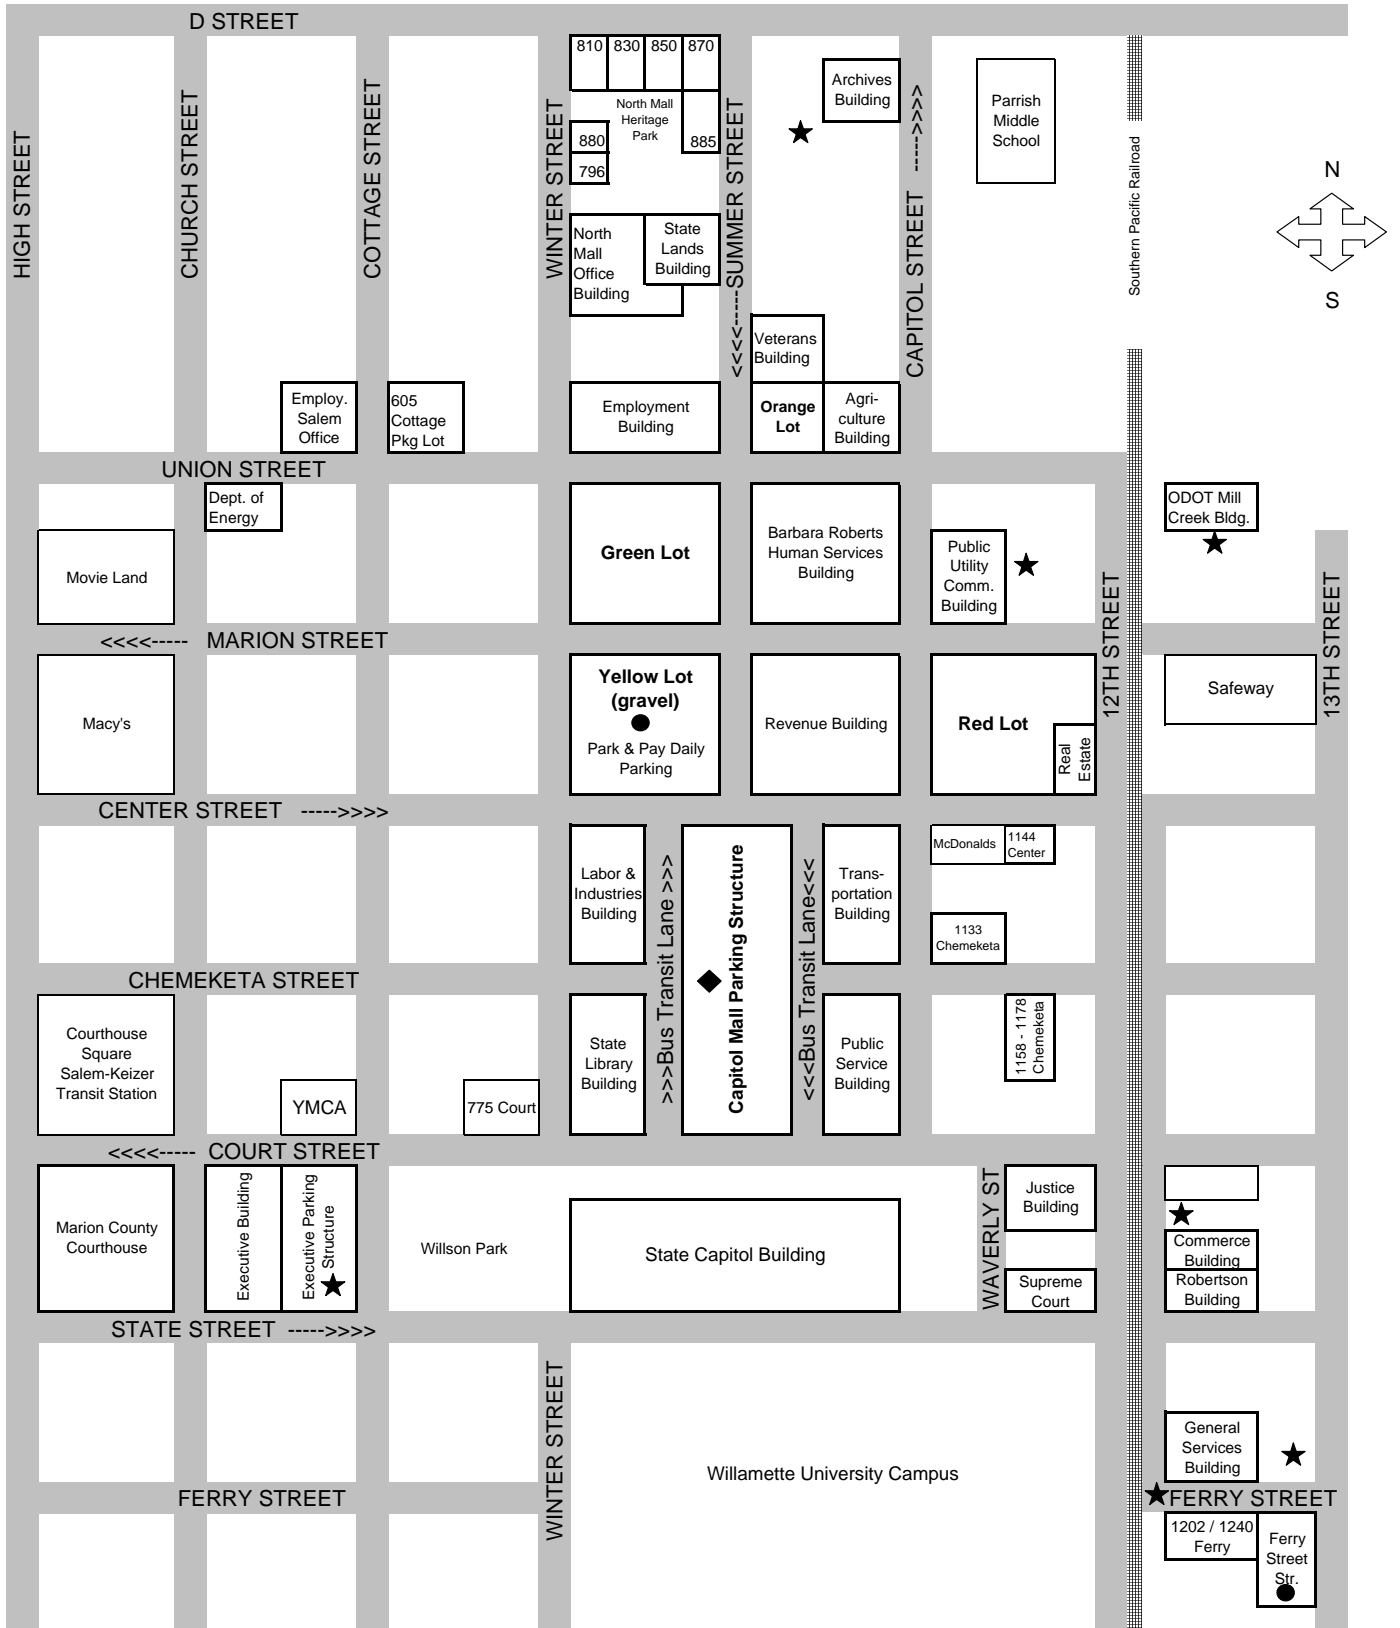 D STREET
HIGH STREET
CHURCH STREET
COTTAGE STREET
WINTER STREET
810
830
850
870
North Mall
Heritage
Park
880
885
796
<<<<-----SUMMER STREET
Archives
Building
CAPITOL STREET ----->>>>
Parrish
Middle
School
Southern Pacific Railroad
N
S
North
Mall
Office
Building
State
Lands
Building
Veterans
Building
Employ.
Salem
Office
605
Cottage
Pkg Lot
Employment
Building
Orange
Lot
Agri-
culture
Building
UNION STREET
Dept. of
Energy
Movie Land
Green Lot
Barbara Roberts
Human Services
Building
Public
Utility
Comm.
Building
ODOT Mill
Creek Bldg.
12TH STREET
13TH STREET
<<<<----- MARION STREET
Macy's
Yellow Lot
(gravel)
Park & Pay Daily
Parking
Revenue Building
Red Lot
Real
Estate
Safeway
CENTER STREET ----->>>>
Labor &
Industries
Building
>>>Bus Transit Lane >>>
Capitol Mall Parking Structure
<<<Bus Transit Lane<<<
Trans-
portation
Building
McDonalds
1144
Center
1133
Chemeketa
CHEMEKETA STREET
Courthouse
Square
Salem-Keizer
Transit Station
YMCA
775 Court
State
Library
Building
Public
Service
Building
1158 - 1178
Chemeketa
<<<<----- COURT STREET
Marion County
Courthouse
Executive Building
Executive Parking
Structure
Willson Park
State Capitol Building
WAVERLY ST
Justice
Building
Supreme
Court
Commerce
Building
Robertson
Building
STATE STREET ----->>>>
WINTER STREET
Willamette University Campus
General
Services
Building
FERRY STREET
FERRY STREET
1202 / 1240
Ferry
Ferry
Street
Str.